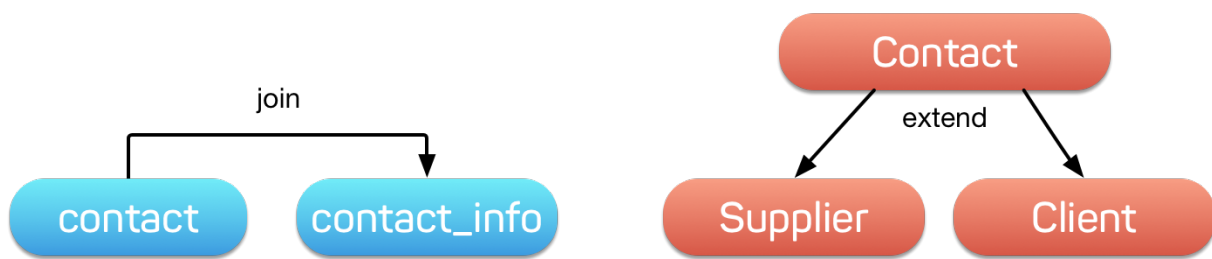 join
contact
contact_info
Contact
extend
Supplier
Client